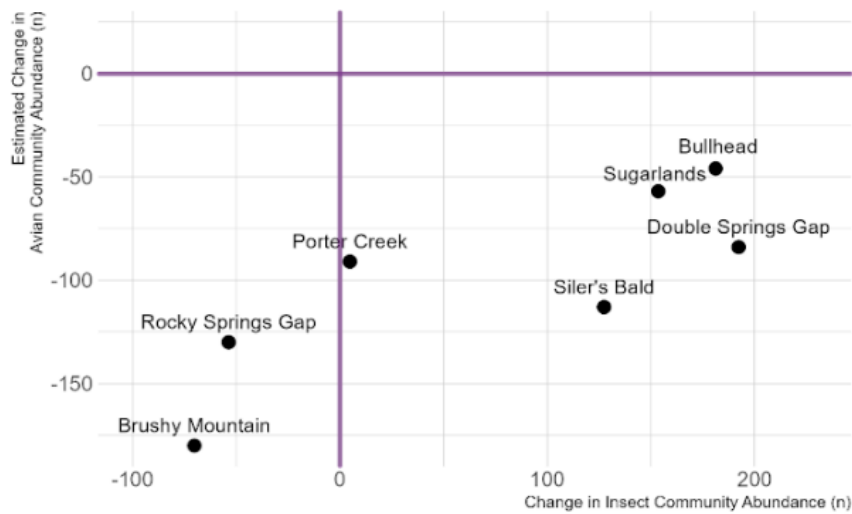 Estimated Change in
Avian Community Abundance (n)
0
-50
-100
-150
Bullhead
Sugarlands
Double Springs Gap
Porter Creek
Siler's Bald
Rocky Springs Gap
Brushy Mountain
-100
0
100
200
Change in Insect Community Abundance (n)